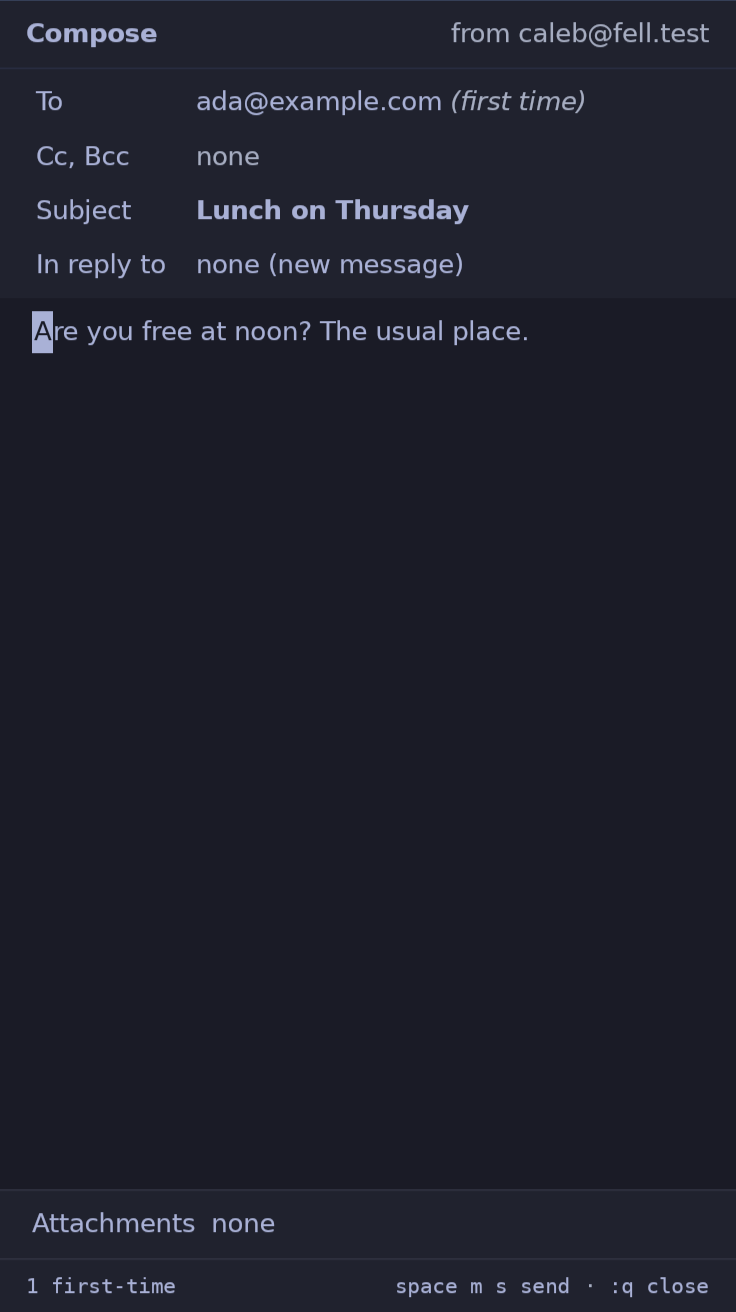 Compose from caleb@fell.test
To ada@example.com (first time)
Cc, Bcc none
Subject Lunch on Thursday
In reply to none (new message)
Are you free at noon? The usual place.
Attachments none
1 first-time space m s send · :q close